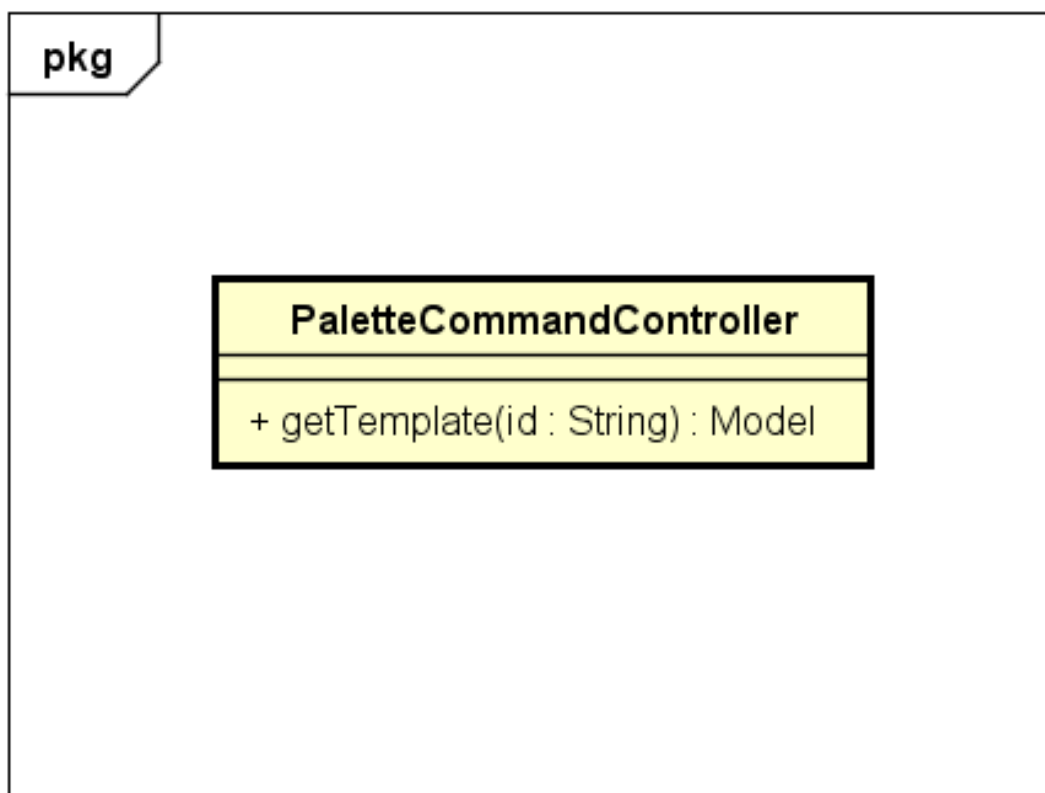 pkg
PaletteCommandController
+ getTemplate(id : String) : Model